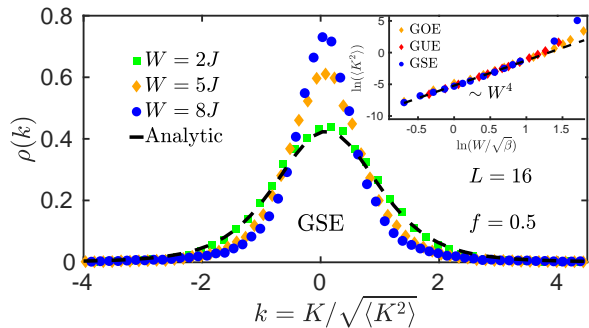 0.8
0.6
0.4
0.2
0
ρ(k)
-4
-2
0
2
4
k = K/√⟨K²⟩
W = 2J
W = 5J
W = 8J
Analytic
GSE
L = 16
f = 0.5
5
0
-5
-10
ln(⟨K²⟩)
GOE
GUE
GSE
∼ W⁴
-0.5
0
0.5
1
1.5
ln(W/√β)